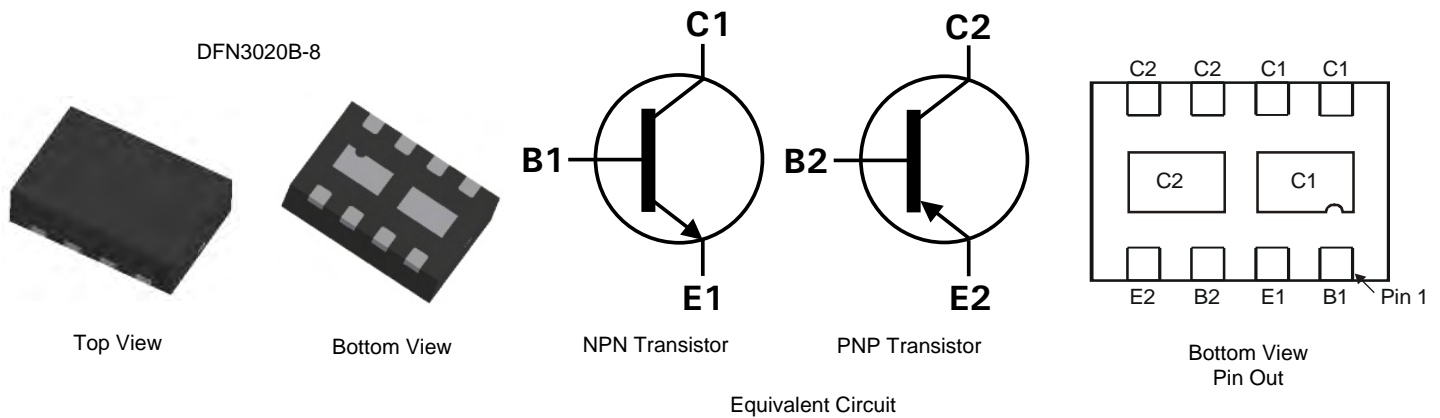 DFN3020B-8
Top View
Bottom View
C1
B1
E1
NPN Transistor
C2
B2
E2
PNP Transistor
Equivalent Circuit
C2 C2 C1 C1
C2 C1
E2 B2 E1 B1 Pin 1
Bottom View
Pin Out